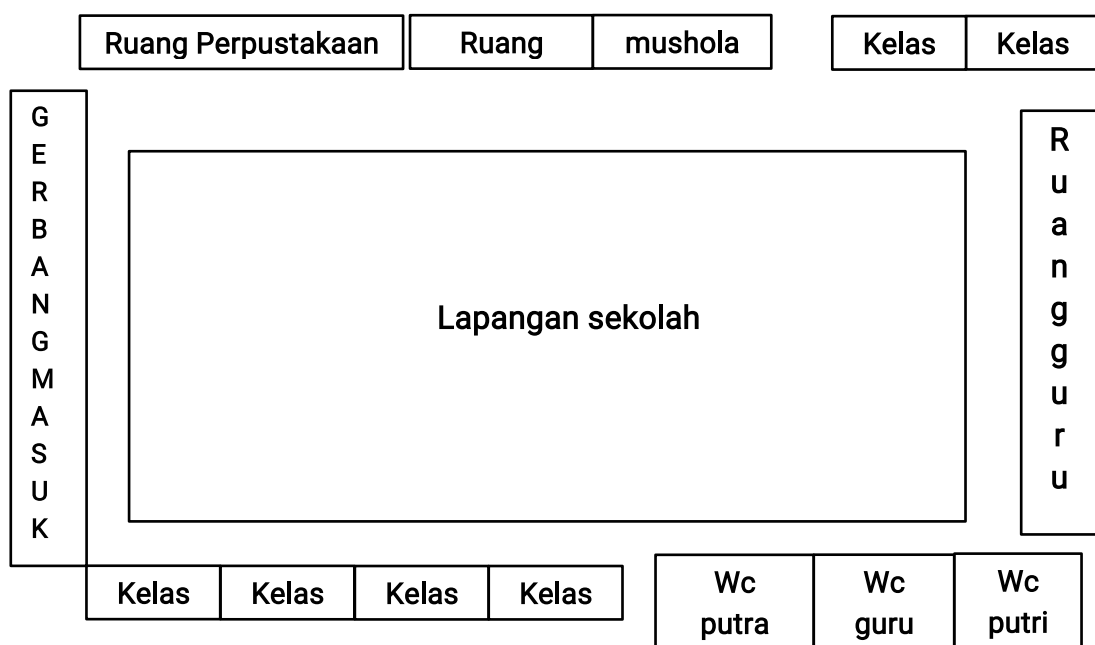 Ruang Perpustakaan
Ruang
mushola
Kelas
Kelas
G
E
R
B
A
N
G
M
A
S
U
K
Lapangan sekolah
R
u
a
n
g
g
u
r
u
Kelas
Kelas
Kelas
Kelas
Wc
putra
Wc
guru
Wc
putri